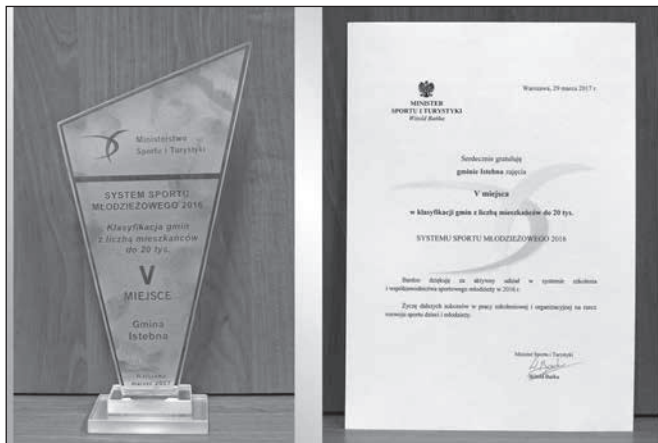 Ministerstwo
Sportu i Turystyki
SYSTEM SPORTU
MŁODZIEŻOWEGO 2016
Klasyfikacja gmin
z liczbą mieszkańców
do 20 tys.
V
MIEJSCE
Gmina
Istebna
Warszawa
marzec 2017
Warszawa, 29 marca 2017 r.
MINISTER
SPORTU I TURYSTYKI
Witold Bańka
Serdecznie gratuluję
gminie Istebna zajęcia
V miejsca
w klasyfikacji gmin z liczbą mieszkańców do 20 tys.
SYSTEMU SPORTU MŁODZIEŻOWEGO 2016
Bardzo dziękuję za aktywny udział w systemie szkolenia
i współzawodnictwa sportowego młodzieży w 2016 r.
Życzę dalszych sukcesów w pracy szkoleniowej i organizacyjnej na rzecz
rozwoju sportu dzieci i młodzieży.
Minister Sportu i Turystyki
Witold Bańka